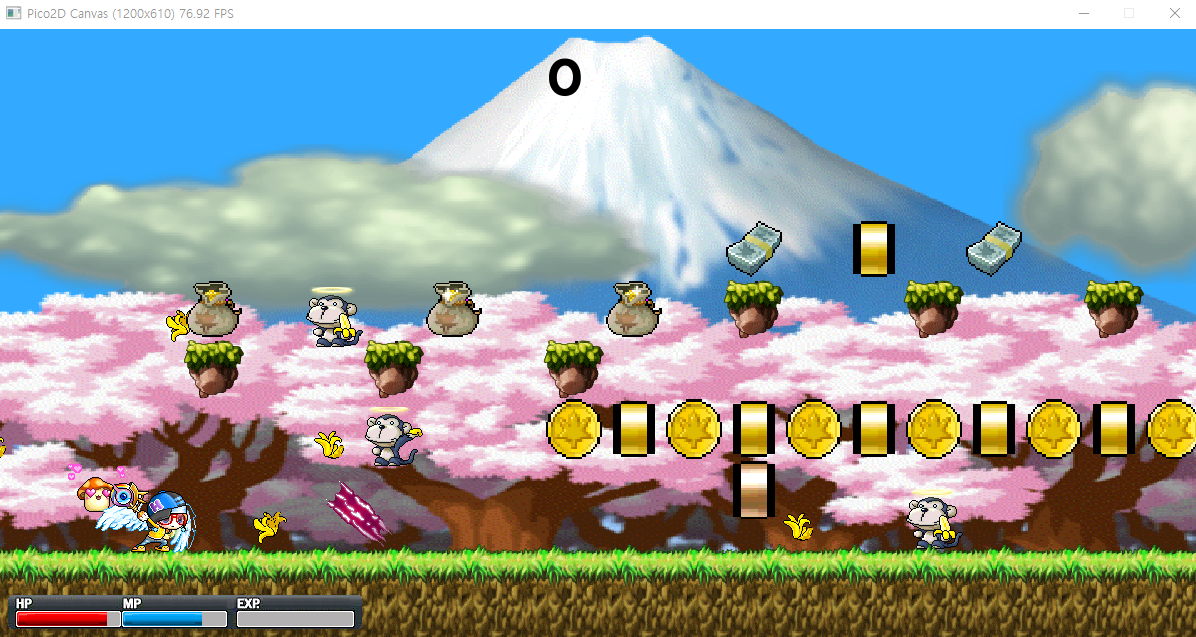 Pico2D Canvas (1200x610) 76.92 FPS
0
HP MP EXP.